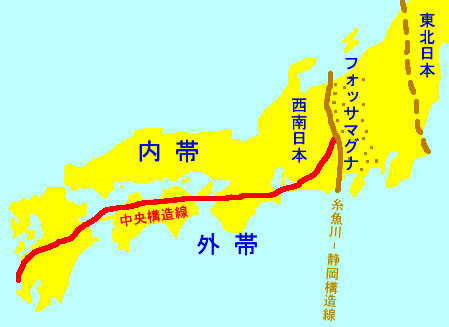 東北日本
フォッサマグナ
西南日本
内帯
中央構造線
外帯
糸魚川－静岡構造線